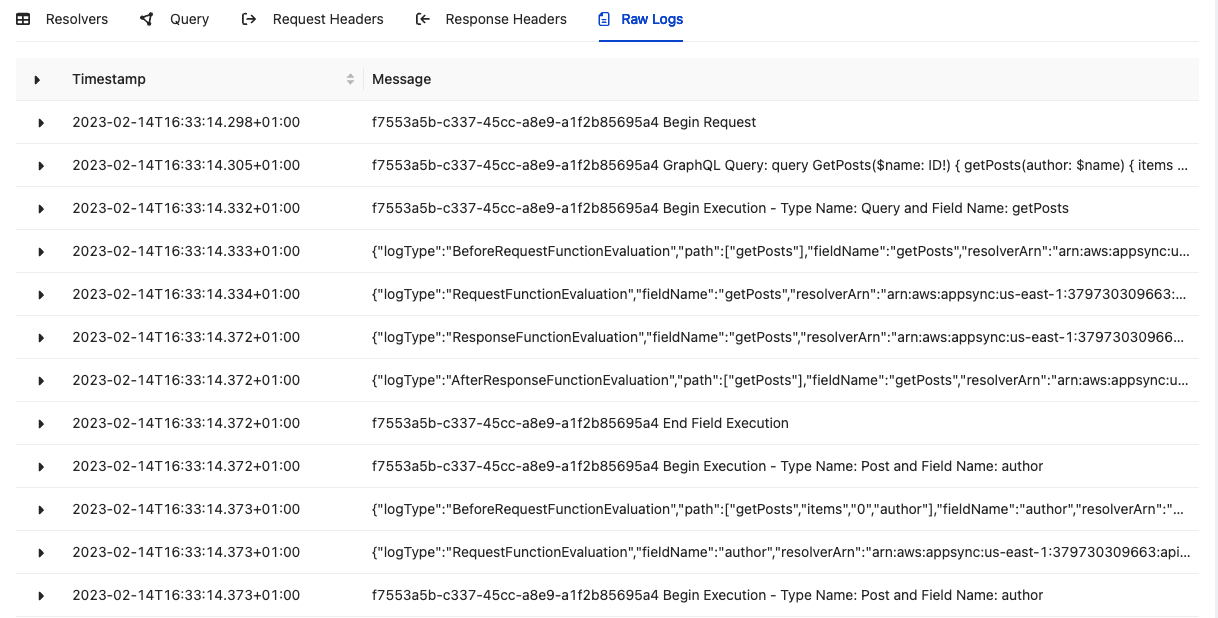 Resolvers Query Request Headers Response Headers Raw Logs
Timestamp Message
2023-02-14T16:33:14.298+01:00 f7553a5b-c337-45cc-a8e9-a1f2b85695a4 Begin Request
2023-02-14T16:33:14.305+01:00 f7553a5b-c337-45cc-a8e9-a1f2b85695a4 GraphQL Query: query GetPosts($name: ID!) { getPosts(author: $name) { items ...
2023-02-14T16:33:14.332+01:00 f7553a5b-c337-45cc-a8e9-a1f2b85695a4 Begin Execution - Type Name: Query and Field Name: getPosts
2023-02-14T16:33:14.333+01:00 {"logType":"BeforeRequestFunctionEvaluation","path":["getPosts"],"fieldName":"getPosts","resolverArn":"arn:aws:appsync:u...
2023-02-14T16:33:14.334+01:00 {"logType":"RequestFunctionEvaluation","fieldName":"getPosts","resolverArn":"arn:aws:appsync:us-east-1:379730309663:...
2023-02-14T16:33:14.372+01:00 {"logType":"ResponseFunctionEvaluation","fieldName":"getPosts","resolverArn":"arn:aws:appsync:us-east-1:37973030966...
2023-02-14T16:33:14.372+01:00 {"logType":"AfterResponseFunctionEvaluation","path":["getPosts"],"fieldName":"getPosts","resolverArn":"arn:aws:appsync:u...
2023-02-14T16:33:14.372+01:00 f7553a5b-c337-45cc-a8e9-a1f2b85695a4 End Field Execution
2023-02-14T16:33:14.372+01:00 f7553a5b-c337-45cc-a8e9-a1f2b85695a4 Begin Execution - Type Name: Post and Field Name: author
2023-02-14T16:33:14.373+01:00 {"logType":"BeforeRequestFunctionEvaluation","path":["getPosts","items","0","author"],"fieldName":"author","resolverArn":"...
2023-02-14T16:33:14.373+01:00 {"logType":"RequestFunctionEvaluation","fieldName":"author","resolverArn":"arn:aws:appsync:us-east-1:379730309663:api...
2023-02-14T16:33:14.373+01:00 f7553a5b-c337-45cc-a8e9-a1f2b85695a4 Begin Execution - Type Name: Post and Field Name: author